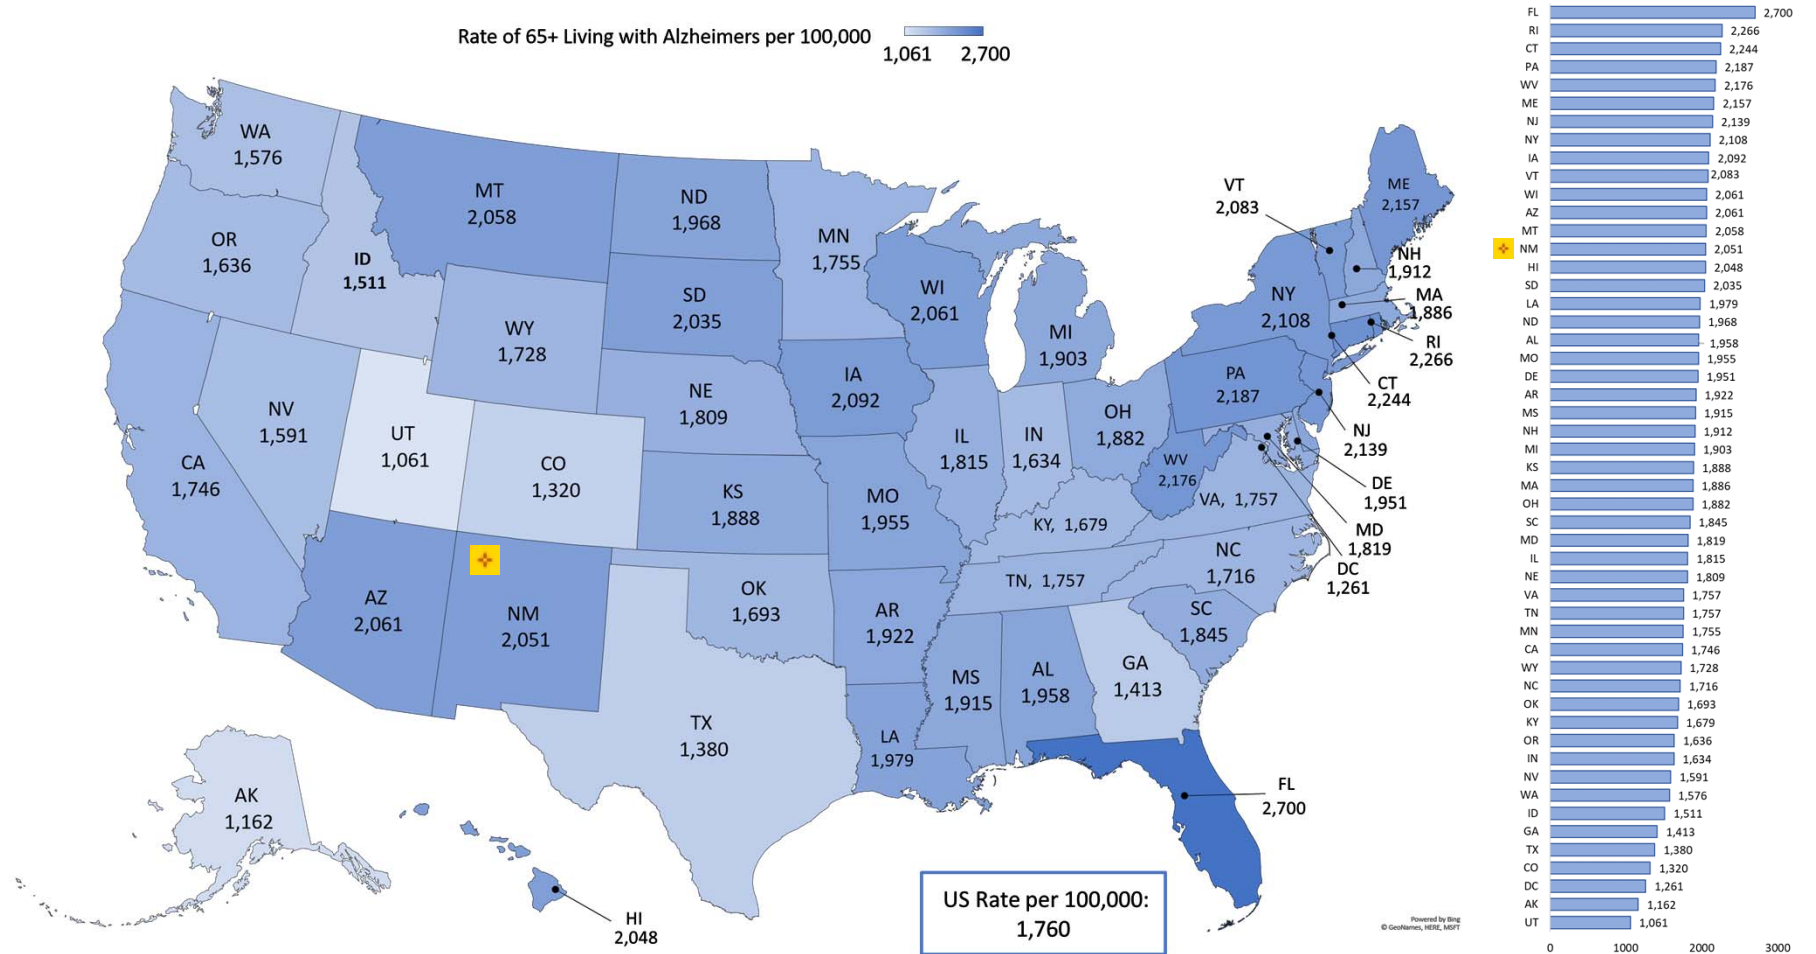 Rate of 65+ Living with Alzheimers per 100,000
1,061 2,700
WA
1,576
OR
1,636
ID
1,511
MT
2,058
ND
1,968
MN
1,755
SD
2,035
WY
1,728
WI
2,061
MI
1,903
VT
2,083
ME
2,157
NH
1,912
NY
2,108
MA
1,886
RI
2,266
CT
2,244
NJ
2,139
DE
1,951
MD
1,819
DC
1,261
PA
2,187
IA
2,092
NE
1,809
NV
1,591
UT
1,061
CO
1,320
CA
1,746
KS
1,888
MO
1,955
IL
1,815
IN
1,634
OH
1,882
WV
2,176
VA, 1,757
KY, 1,679
NC
1,716
TN, 1,757
SC
1,845
AZ
2,061
NM
2,051
OK
1,693
AR
1,922
MS
1,915
AL
1,958
GA
1,413
TX
1,380
LA
1,979
FL
2,700
AK
1,162
HI
2,048
US Rate per 100,000:
1,760
Powered by Bing
© GeoNames, HERE, MSFT
FL 2,700
RI 2,266
CT 2,244
PA 2,187
WV 2,176
ME 2,157
NJ 2,139
NY 2,108
IA 2,092
VT 2,083
WI 2,061
AZ 2,061
MT 2,058
NM 2,051
HI 2,048
SD 2,035
LA 1,979
ND 1,968
AL 1,958
MO 1,955
DE 1,951
AR 1,922
MS 1,915
NH 1,912
MI 1,903
KS 1,888
MA 1,886
OH 1,882
SC 1,845
MD 1,819
IL 1,815
NE 1,809
VA 1,757
TN 1,757
MN 1,755
CA 1,746
WY 1,728
NC 1,716
OK 1,693
KY 1,679
OR 1,636
IN 1,634
NV 1,591
WA 1,576
ID 1,511
GA 1,413
TX 1,380
CO 1,320
DC 1,261
AK 1,162
UT 1,061
0 1000 2000 3000